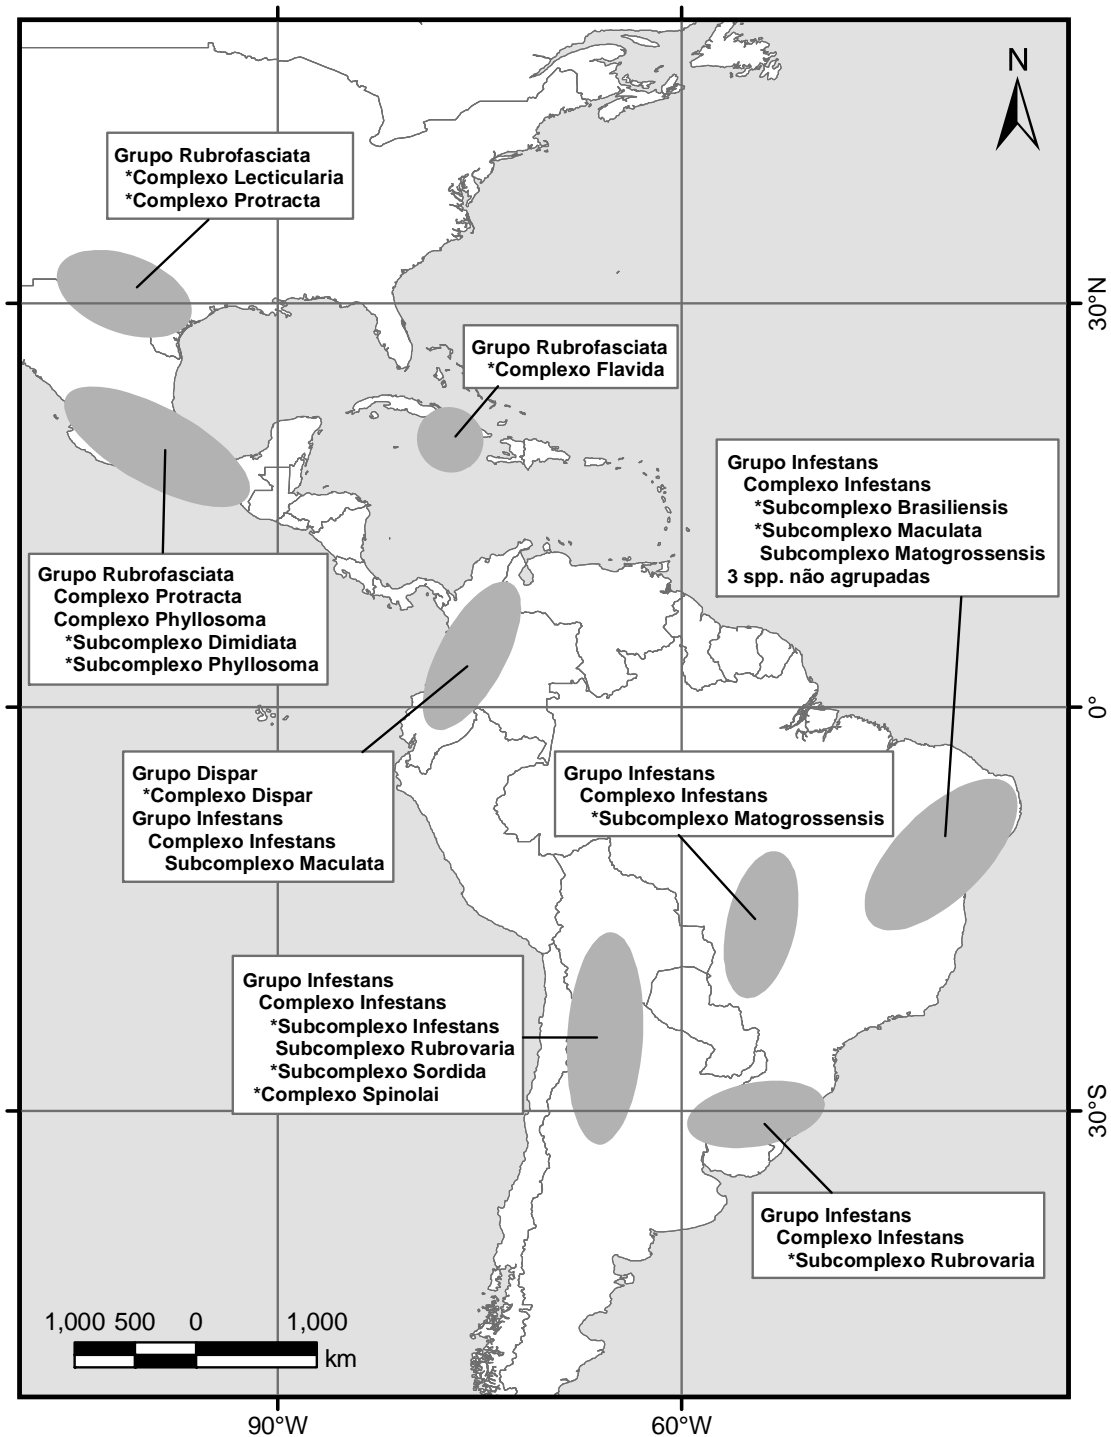 N
Grupo Rubrofasciata
*Complexo Lecticularia
*Complexo Protracta
30°N
Grupo Rubrofasciata
*Complexo Flavida
Grupo Infestans
Complexo Infestans
*Subcomplexo Brasiliensis
*Subcomplexo Maculata
Subcomplexo Matogrossensis
3 spp. não agrupadas
Grupo Rubrofasciata
Complexo Protracta
Complexo Phyllosoma
*Subcomplexo Dimidiata
*Subcomplexo Phyllosoma
0°
Grupo Dispar
*Complexo Dispar
Grupo Infestans
Complexo Infestans
Subcomplexo Maculata
Grupo Infestans
Complexo Infestans
*Subcomplexo Matogrossensis
Grupo Infestans
Complexo Infestans
*Subcomplexo Infestans
Subcomplexo Rubrovaria
*Subcomplexo Sordida
*Complexo Spinolai
30°S
Grupo Infestans
Complexo Infestans
*Subcomplexo Rubrovaria
1,000 500 0 1,000
km
90°W 60°W